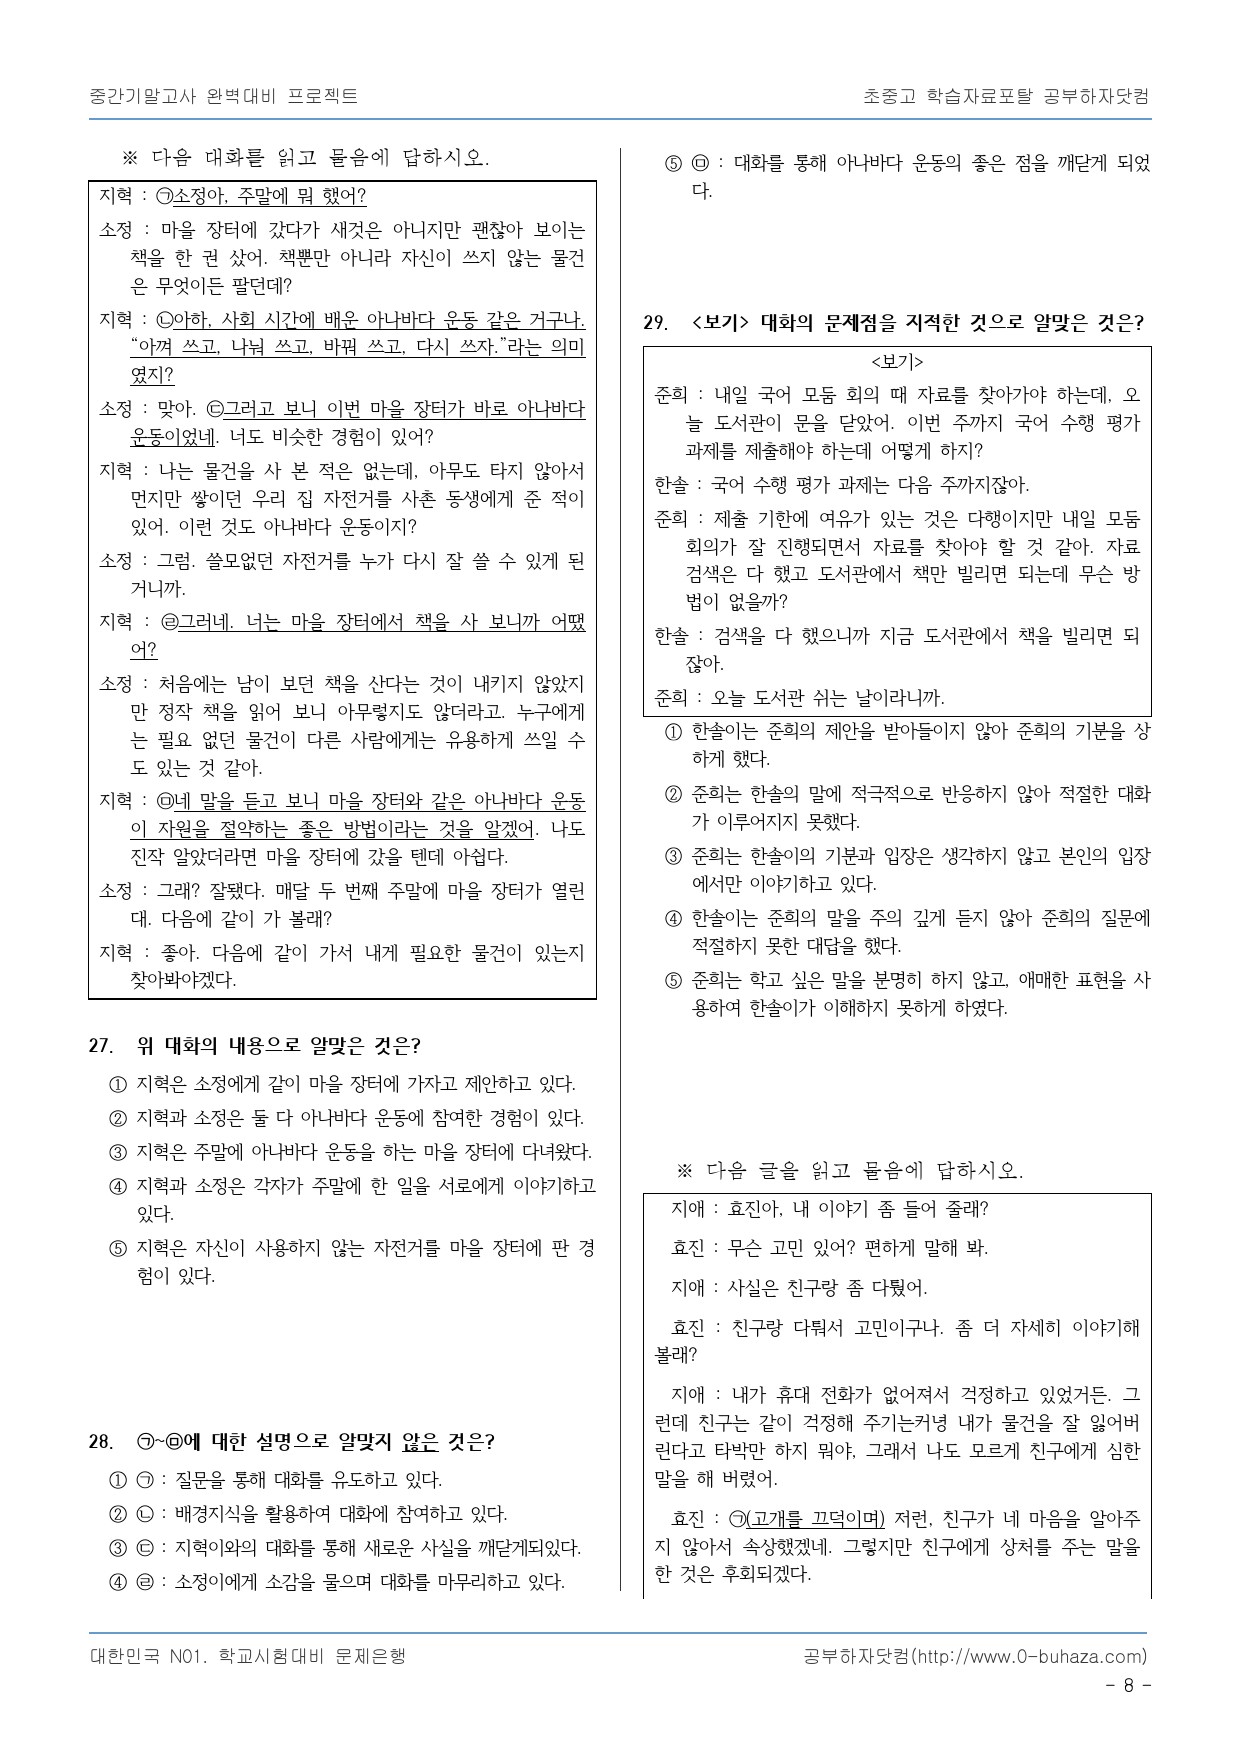 중간기말고사 완벽대비 프로젝트
초중고 학습자료포탈 공부하자닷컴
※ 다음 대화를 읽고 물음에 답하시오.
지혁 : ㉠소정아, 주말에 뭐 했어?
소정 : 마을 장터에 갔다가 새것은 아니지만 괜찮아 보이는
책을 한 권 샀어. 책뿐만 아니라 자신이 쓰지 않는 물건
은 무엇이든 팔던데?
지혁 : ㉡아하, 사회 시간에 배운 아나바다 운동 같은 거구나.
“아껴 쓰고, 나눠 쓰고, 바꿔 쓰고, 다시 쓰자.”라는 의미
였지?
소정 : 맞아. ㉢그러고 보니 이번 마을 장터가 바로 아나바다
운동이었네. 너도 비슷한 경험이 있어?
지혁 : 나는 물건을 사 본 적은 없는데, 아무도 타지 않아서
먼지만 쌓이던 우리 집 자전거를 사촌 동생에게 준 적이
있어. 이런 것도 아나바다 운동이지?
소정 : 그럼. 쓸모없던 자전거를 누가 다시 잘 쓸 수 있게 된
거니까.
지혁 : ㉣그러네. 너는 마을 장터에서 책을 사 보니까 어땠
어?
소정 : 처음에는 남이 보던 책을 산다는 것이 내키지 않았지
만 정작 책을 읽어 보니 아무렇지도 않더라고. 누구에게
는 필요 없던 물건이 다른 사람에게는 유용하게 쓰일 수
도 있는 것 같아.
지혁 : ㉤네 말을 듣고 보니 마을 장터와 같은 아나바다 운동
이 자원을 절약하는 좋은 방법이라는 것을 알겠어. 나도
진작 알았더라면 마을 장터에 갔을 텐데 아쉽다.
소정 : 그래? 잘됐다. 매달 두 번째 주말에 마을 장터가 열린
대. 다음에 같이 가 볼래?
지혁 : 좋아. 다음에 같이 가서 내게 필요한 물건이 있는지
찾아봐야겠다.
27. 위 대화의 내용으로 알맞은 것은?
① 지혁은 소정에게 같이 마을 장터에 가자고 제안하고 있다.
② 지혁과 소정은 둘 다 아나바다 운동에 참여한 경험이 있다.
③ 지혁은 주말에 아나바다 운동을 하는 마을 장터에 다녀왔다.
④ 지혁과 소정은 각자가 주말에 한 일을 서로에게 이야기하고
있다.
⑤ 지혁은 자신이 사용하지 않는 자전거를 마을 장터에 판 경
험이 있다.
28. ㉠~㉤에 대한 설명으로 알맞지 않은 것은?
① ㉠ : 질문을 통해 대화를 유도하고 있다.
② ㉡ : 배경지식을 활용하여 대화에 참여하고 있다.
③ ㉢ : 지혁이와의 대화를 통해 새로운 사실을 깨닫게되있다.
④ ㉣ : 소정이에게 소감을 물으며 대화를 마무리하고 있다.
⑤ ㉤ : 대화를 통해 아나바다 운동의 좋은 점을 깨닫게 되었
다.
29. <보기> 대화의 문제점을 지적한 것으로 알맞은 것은?
<보기>
준희 : 내일 국어 모둠 회의 때 자료를 찾아가야 하는데, 오
늘 도서관이 문을 닫았어. 이번 주까지 국어 수행 평가
과제를 제출해야 하는데 어떻게 하지?
한솔 : 국어 수행 평가 과제는 다음 주까지잖아.
준희 : 제출 기한에 여유가 있는 것은 다행이지만 내일 모둠
회의가 잘 진행되면서 자료를 찾아야 할 것 같아. 자료
검색은 다 했고 도서관에서 책만 빌리면 되는데 무슨 방
법이 없을까?
한솔 : 검색을 다 했으니까 지금 도서관에서 책을 빌리면 되
잖아.
준희 : 오늘 도서관 쉬는 날이라니까.
① 한솔이는 준희의 제안을 받아들이지 않아 준희의 기분을 상
하게 했다.
② 준희는 한솔의 말에 적극적으로 반응하지 않아 적절한 대화
가 이루어지지 못했다.
③ 준희는 한솔이의 기분과 입장은 생각하지 않고 본인의 입장
에서만 이야기하고 있다.
④ 한솔이는 준희의 말을 주의 깊게 듣지 않아 준희의 질문에
적절하지 못한 대답을 했다.
⑤ 준희는 학고 싶은 말을 분명히 하지 않고, 애매한 표현을 사
용하여 한솔이가 이해하지 못하게 하였다.
※ 다음 글을 읽고 물음에 답하시오.
지애 : 효진아, 내 이야기 좀 들어 줄래?
효진 : 무슨 고민 있어? 편하게 말해 봐.
지애 : 사실은 친구랑 좀 다퉜어.
효진 : 친구랑 다퉈서 고민이구나. 좀 더 자세히 이야기해
볼래?
지애 : 내가 휴대 전화가 없어져서 걱정하고 있었거든. 그
런데 친구는 같이 걱정해 주기는커녕 내가 물건을 잘 잃어버
린다고 타박만 하지 뭐야, 그래서 나도 모르게 친구에게 심한
말을 해 버렸어.
효진 : ㉠(고개를 끄덕이며) 저런, 친구가 네 마음을 알아주
지 않아서 속상했겠네. 그렇지만 친구에게 상처를 주는 말을
한 것은 후회되겠다.
대한민국 N01. 학교시험대비 문제은행
공부하자닷컴(http://www.0-buhaza.com)
- 8 -